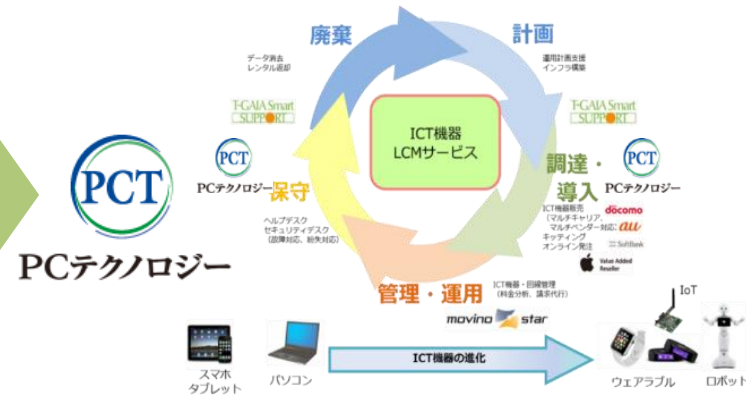 PCT
PCテクノロジー
ICT機器
LCMサービス
計画
運用計画支援
インフラ構築
T-GAIA Smart
SUPPORT
PCT
PCテクノロジー
調達・
導入
ICT機器販売
(マルチキャリア、
マルチベンダー対応)
キッティング
オンライン発注
docomo
au
SoftBank
Value Added
Reseller
管理・運用
ICT機器・回線管理
(料金分析、請求代行)
movino star
保守
ヘルプデスク
セキュリティデスク
(故障対応、紛失対応)
PCT
PCテクノロジー
T-GAIA Smart
SUPPORT
廃棄
データ消去
レンタル返却
スマホ
タブレット
パソコン
ICT機器の進化
IoT
ウェアラブル
ロボット